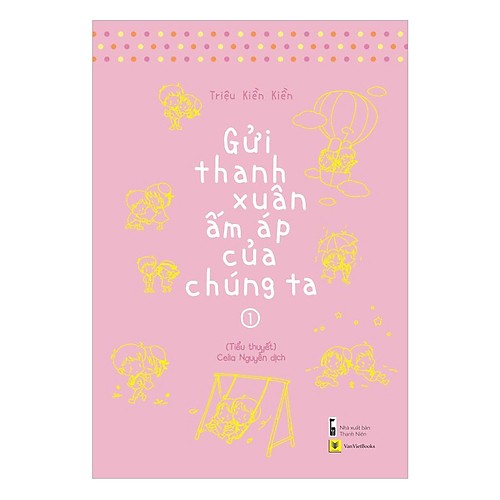 Triệu Kiền Kiền
Gửi
thanh
xuân
ấm áp
của
chúng ta
1
(Tiểu thuyết)
Celia Nguyễn dịch
Nhà xuất bản
Thanh Niên
VanVietBooks